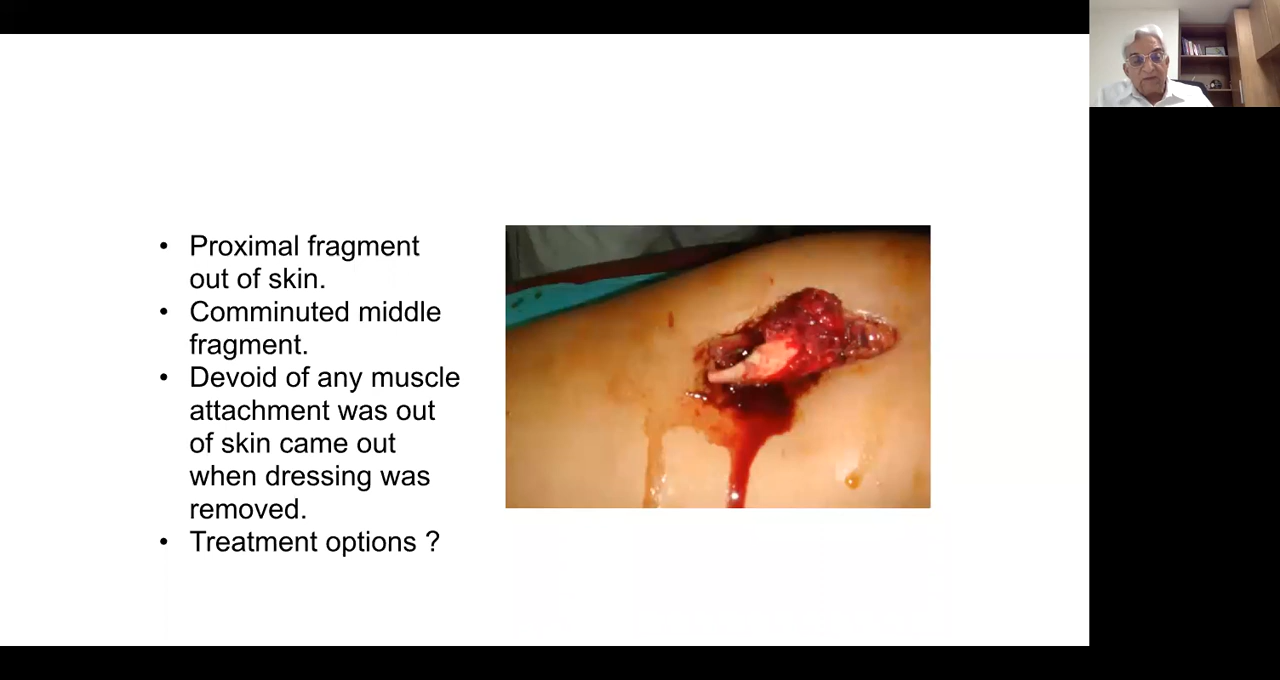 • Proximal fragment
out of skin.
• Comminuted middle
fragment.
• Devoid of any muscle
attachment was out
of skin came out
when dressing was
removed.
• Treatment options ?